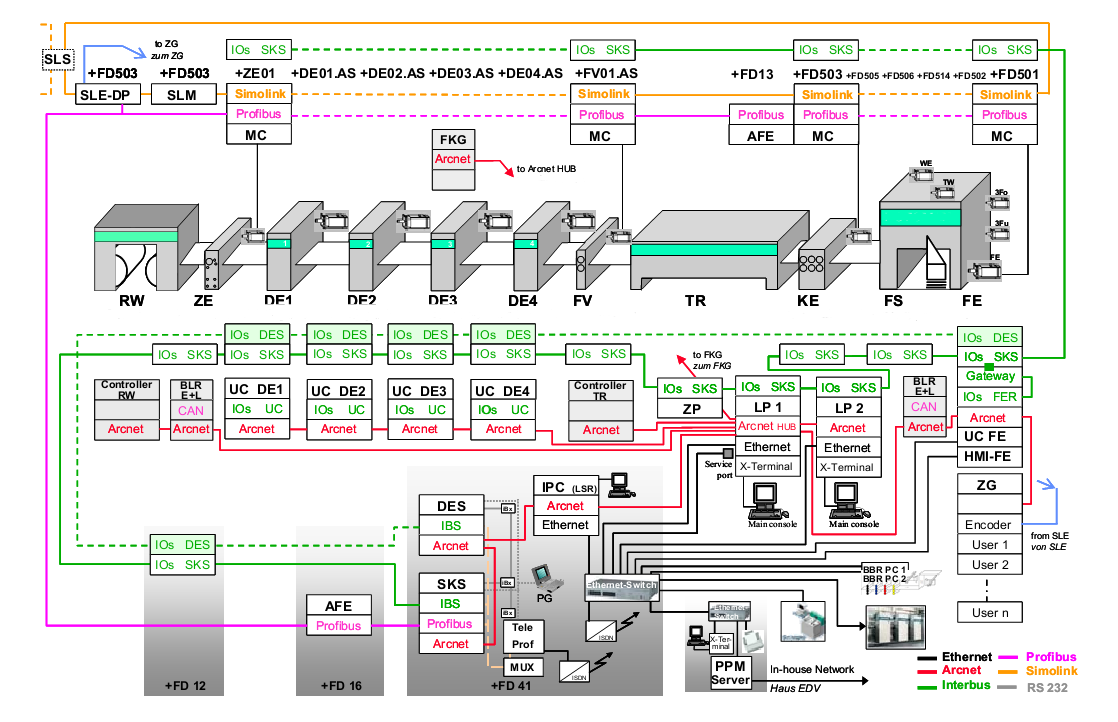 to ZG
zum ZG
SLS
IOs SKS
IOs SKS
IOs SKS
IOs SKS
+FD503
+FD503
+ZE01
+DE01.AS
+DE02.AS
+DE03.AS
+DE04.AS
+FV01.AS
+FD13
+FD503
+FD505
+FD506
+FD514
+FD502
+FD501
SLE-DP
SLM
Simolink
Simolink
Simolink
Simolink
Profibus
Profibus
Profibus
Profibus
Profibus
MC
MC
AFE
MC
MC
FKG
Arcnet
to Arcnet HUB
WE
TW
3Fo
3Fu
FE
1
2
3
4
RW
ZE
DE1
DE2
DE3
DE4
FV
TR
KE
FS
FE
IOs DES
IOs DES
IOs DES
IOs DES
IOs DES
IOs SKS
IOs SKS
IOs SKS
IOs SKS
IOs SKS
IOs SKS
IOs SKS
IOs SKS
IOs SKS
to FKG
zum FKG
Gateway
IOs FER
Arcnet
UC FE
HMI-FE
Controller
RW
Arcnet
BLR
E+L
CAN
Arcnet
UC DE1
IOs UC
Arcnet
UC DE2
IOs UC
Arcnet
UC DE3
IOs UC
Arcnet
UC DE4
IOs UC
Arcnet
Controller
TR
Arcnet
IOs SKS
ZP
IOs SKS
LP 1
Arcnet HUB
Ethernet
X-Terminal
IOs SKS
LP 2
Arcnet
Ethernet
X-Terminal
BLR
E+L
CAN
Arcnet
Service
port
Main console
Main console
ZG
Encoder
User 1
User 2
User n
from SLE
von SLE
IPC (LSR)
Arcnet
Ethernet
DES
IBS
Arcnet
IBx
IBx
IBx
PG
SKS
IBS
Profibus
Arcnet
Tele
Prof
MUX
ISDN
ISDN
Ethernet-Switch
BBR PC 1
BBR PC 2
IOs DES
IOs SKS
AFE
Profibus
Ethernet-
Switch
X-Ter-
minal
PPM
Server
In-house Network
Haus EDV
+FD 12
+FD 16
+FD 41
Ethernet
Arcnet
Interbus
Profibus
Simolink
RS 232